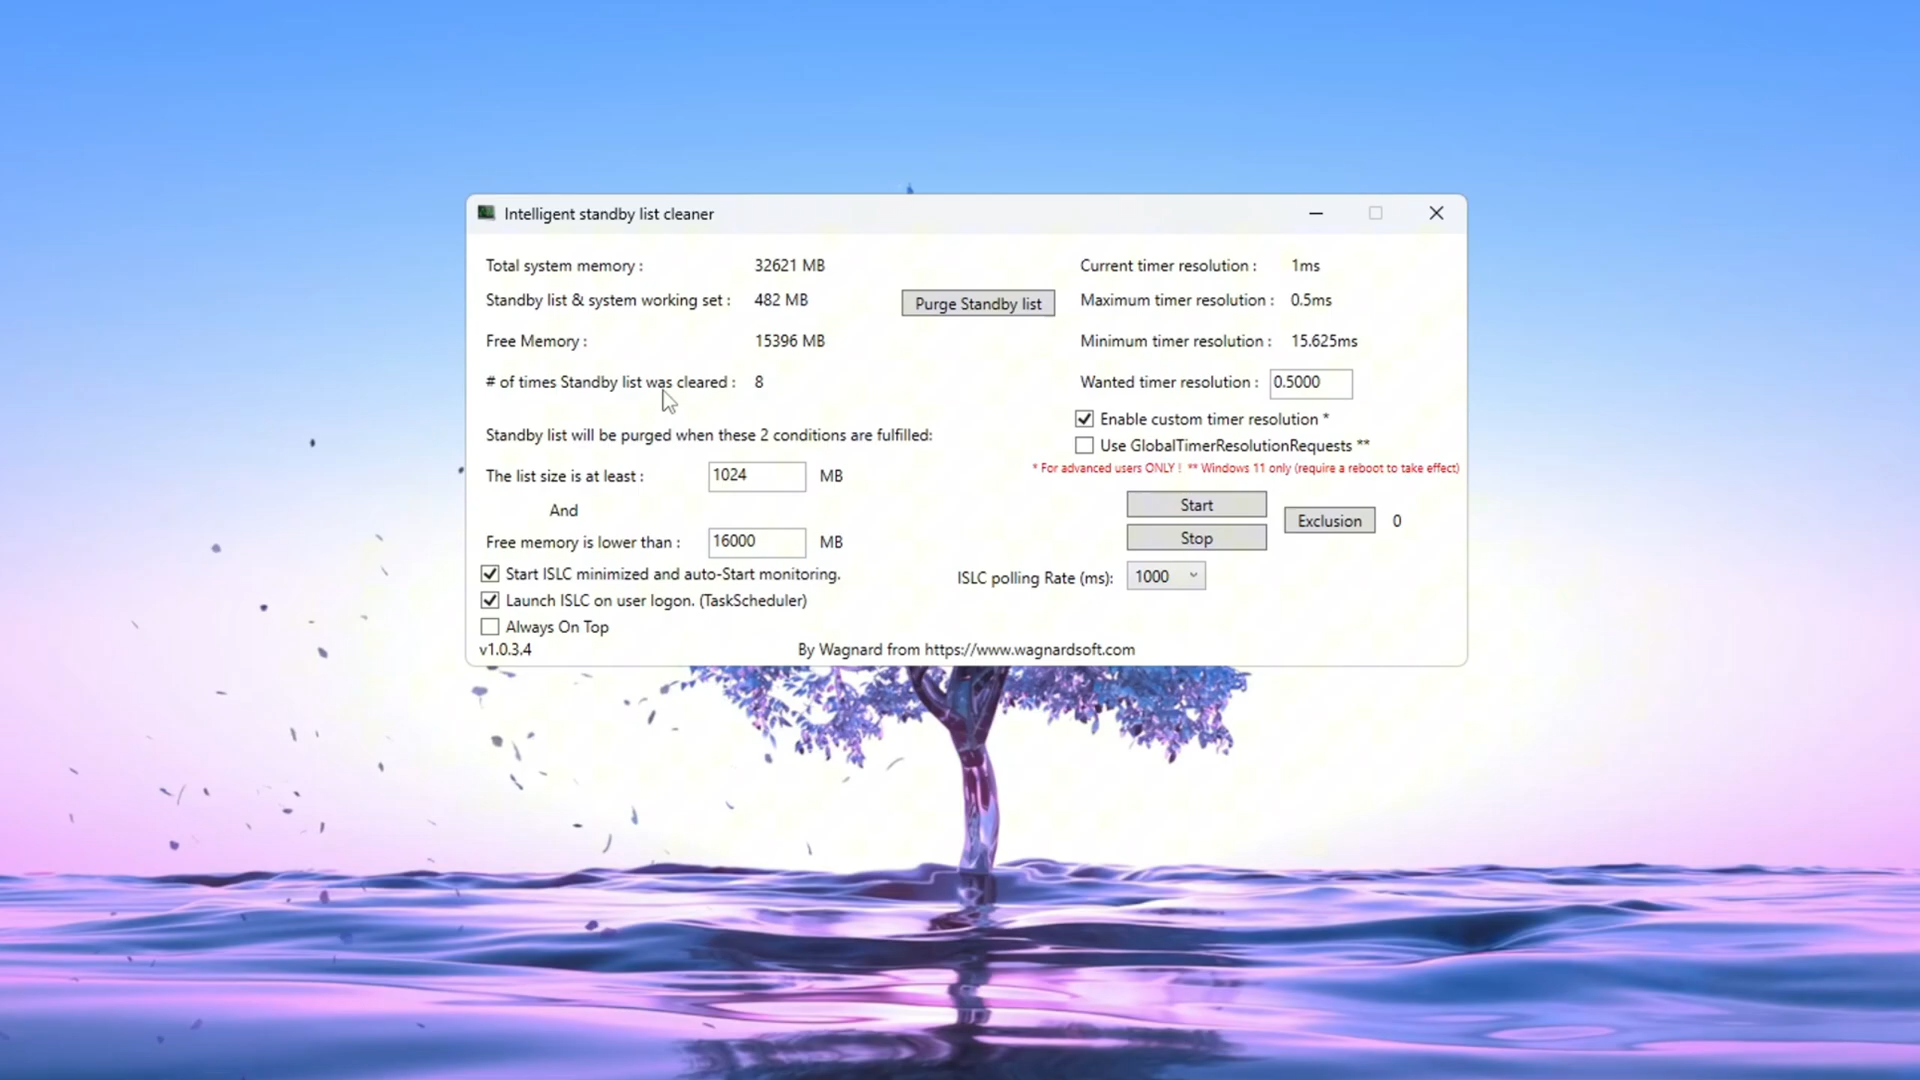 Intelligent standby list cleaner
Total system memory : 32621 MB
Standby list & system working set : 482 MB
Purge Standby list
Free Memory : 15396 MB
# of times Standby list was cleared : 8
Standby list will be purged when these 2 conditions are fulfilled:
The list size is at least : 1024 MB
And
Free memory is lower than : 16000 MB
Start ISLC minimized and auto-Start monitoring.
Launch ISLC on user logon. (TaskScheduler)
Always On Top
v1.0.3.4
Current timer resolution : 1ms
Maximum timer resolution : 0.5ms
Minimum timer resolution : 15.625ms
Wanted timer resolution : 0.5000
Enable custom timer resolution *
Use GlobalTimerResolutionRequests **
* For advanced users ONLY ! ** Windows 11 only (require a reboot to take effect)
Start
Stop
Exclusion 0
ISLC polling Rate (ms): 1000
By Wagnard from https://www.wagnardsoft.com